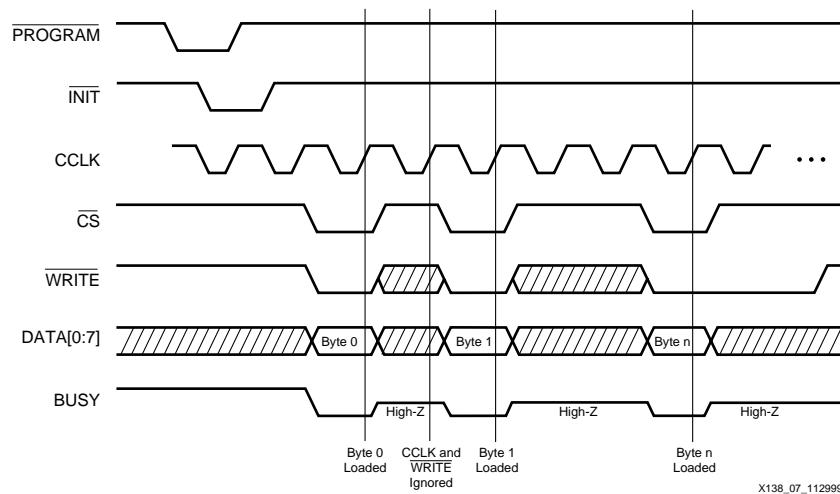 PROGRAM
INIT
CCLK
. . .
CS
WRITE
DATA[0:7]
Byte 0
Byte 1
Byte n
BUSY
High-Z
High-Z
High-Z
Byte 0
Loaded
CCLK and
WRITE
Ignored
Byte 1
Loaded
Byte n
Loaded
X138_07_112999